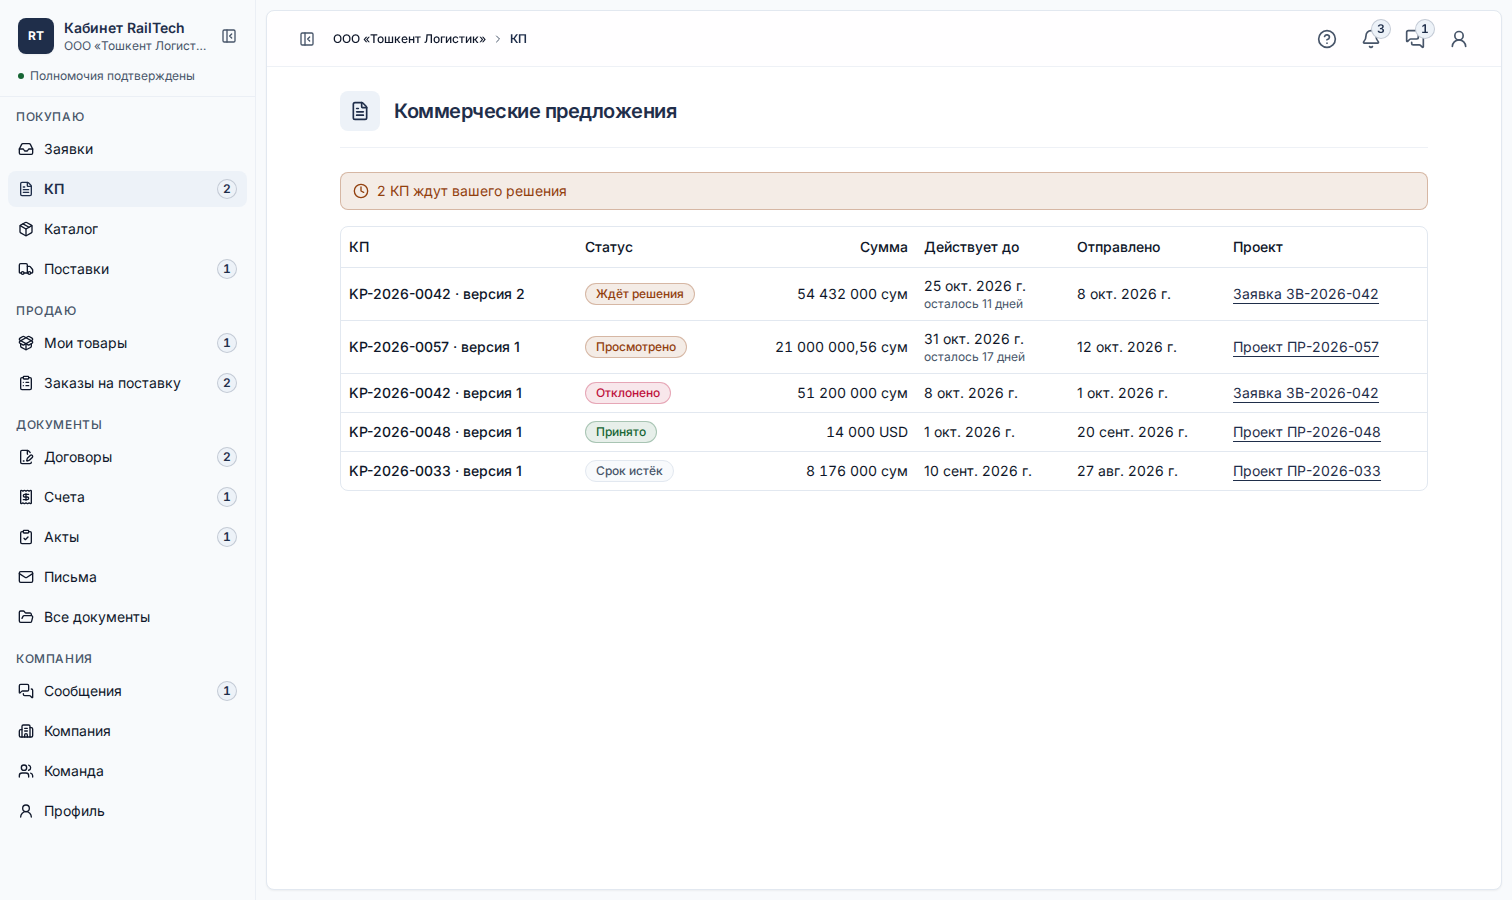 RT
Кабинет RailTech
ООО «Тошкент Логист...
Полномочия подтверждены
ПОКУПАЮ
Заявки
КП 2
Каталог
Поставки 1
ПРОДАЮ
Мои товары 1
Заказы на поставку 2
ДОКУМЕНТЫ
Договоры 2
Счета 1
Акты 1
Письма
Все документы
КОМПАНИЯ
Сообщения 1
Компания
Команда
Профиль
ООО «Тошкент Логистик» › КП
3 1
Коммерческие предложения
2 КП ждут вашего решения
КП Статус Сумма Действует до Отправлено Проект
КР-2026-0042 · версия 2 Ждёт решения 54 432 000 сум 25 окт. 2026 г. 8 окт. 2026 г. Заявка ЗВ-2026-042
осталось 11 дней
КР-2026-0057 · версия 1 Просмотрено 21 000 000,56 сум 31 окт. 2026 г. 12 окт. 2026 г. Проект ПР-2026-057
осталось 17 дней
КР-2026-0042 · версия 1 Отклонено 51 200 000 сум 8 окт. 2026 г. 1 окт. 2026 г. Заявка ЗВ-2026-042
КР-2026-0048 · версия 1 Принято 14 000 USD 1 окт. 2026 г. 20 сент. 2026 г. Проект ПР-2026-048
КР-2026-0033 · версия 1 Срок истёк 8 176 000 сум 10 сент. 2026 г. 27 авг. 2026 г. Проект ПР-2026-033